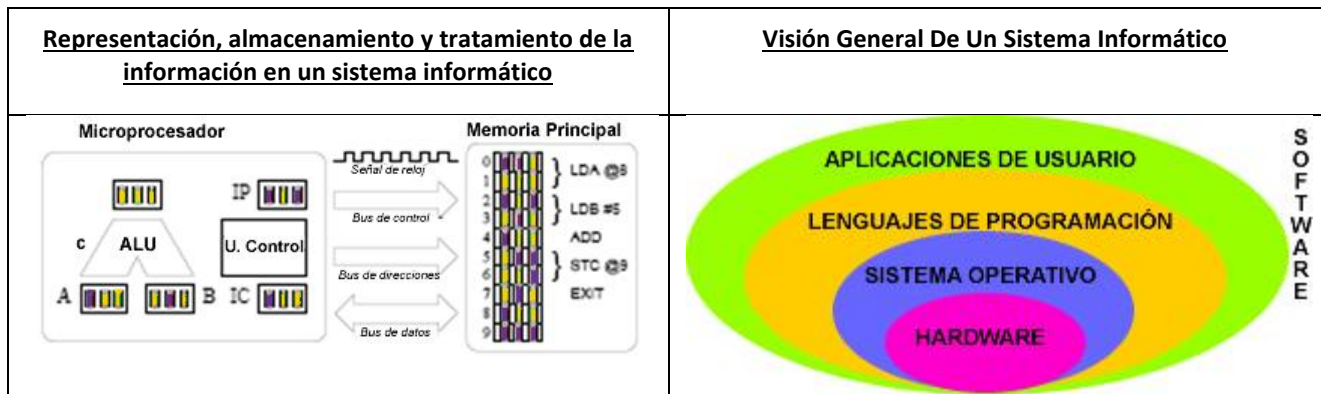 Representación, almacenamiento y tratamiento de la
información en un sistema informático
Visión General De Un Sistema Informático
Microprocesador
Memoria Principal
Señal de reloj
Bus de control
Bus de direcciones
Bus de datos
IP
ALU
c
U. Control
A
B
IC
0
1
2
3
4
5
6
7
8
9
LDA @8
LDB #5
ADD
STC @9
EXIT
APLICACIONES DE USUARIO
LENGUAJES DE PROGRAMACIÓN
SISTEMA OPERATIVO
HARDWARE
SOFTWARE